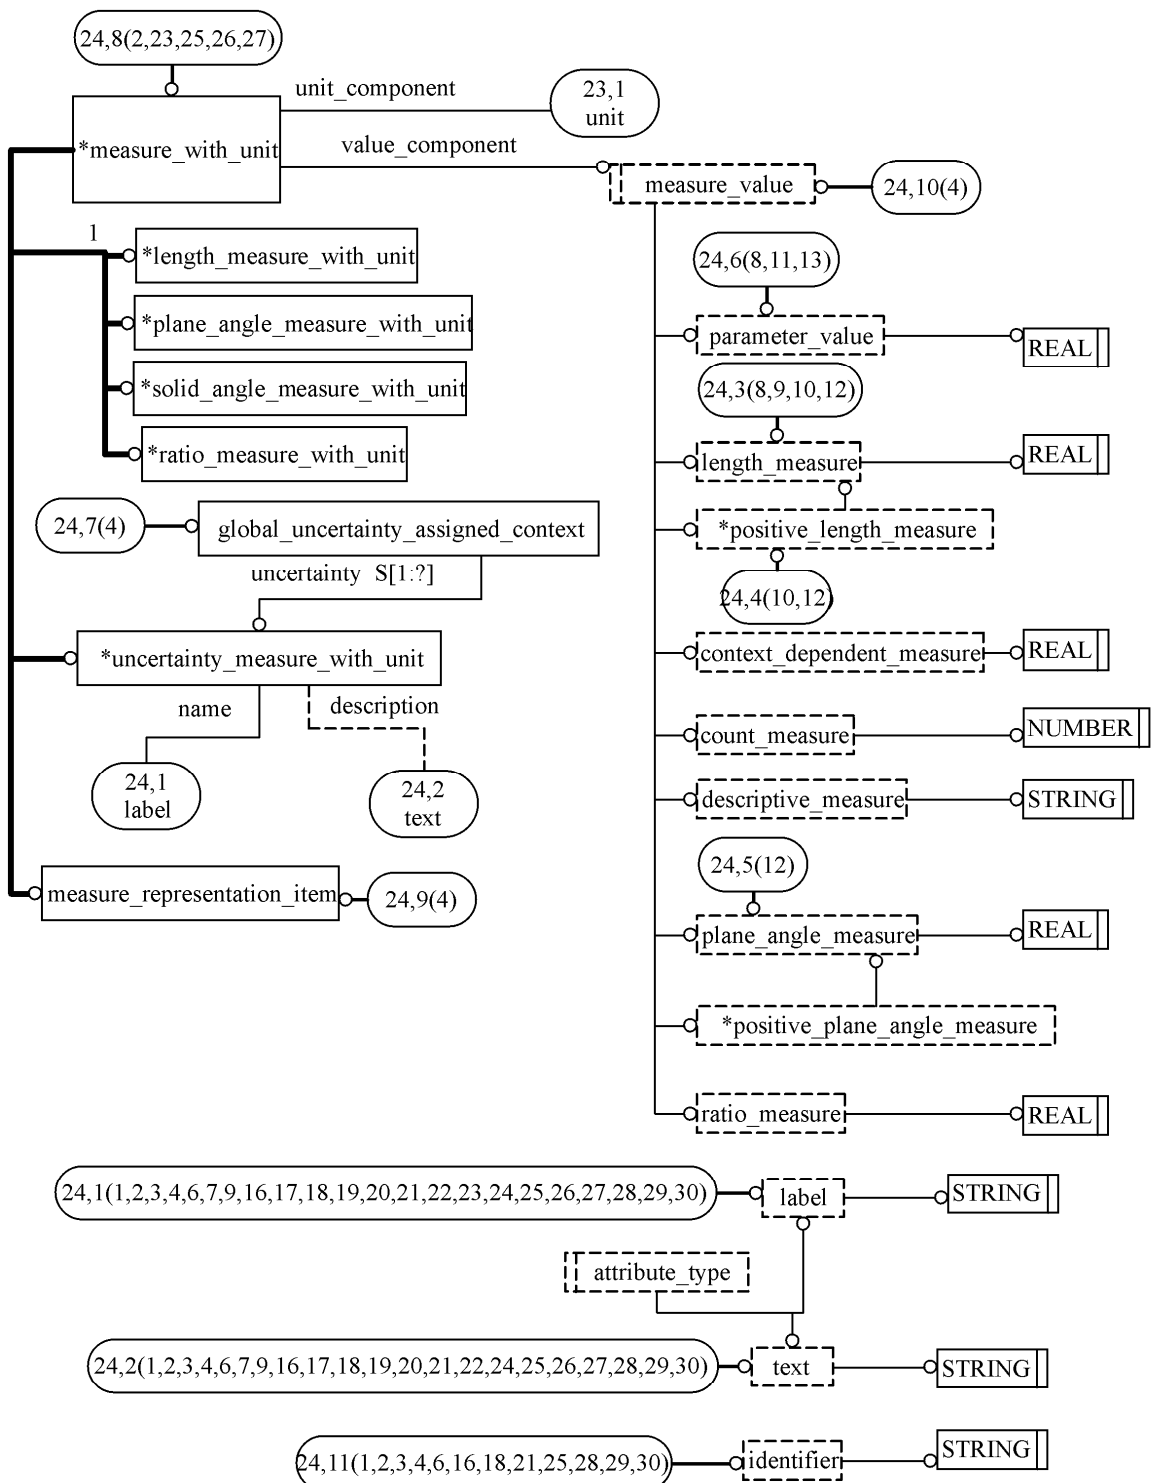 24,8(2,23,25,26,27)
unit_component
23,1
unit
*measure_with_unit
value_component
measure_value
24,10(4)
1
*length_measure_with_unit
24,6(8,11,13)
*plane_angle_measure_with_unit
parameter_value
REAL
*solid_angle_measure_with_unit
24,3(8,9,10,12)
*ratio_measure_with_unit
length_measure
REAL
24,7(4)
global_uncertainty_assigned_context
*positive_length_measure
uncertainty S[1:?]
24,4(10,12)
*uncertainty_measure_with_unit
context_dependent_measure
REAL
name
description
count_measure
NUMBER
24,1
label
24,2
text
descriptive_measure
STRING
24,5(12)
measure_representation_item
24,9(4)
plane_angle_measure
REAL
*positive_plane_angle_measure
ratio_measure
REAL
24,1(1,2,3,4,6,7,9,16,17,18,19,20,21,22,23,24,25,26,27,28,29,30)
label
STRING
attribute_type
24,2(1,2,3,4,6,7,9,16,17,18,19,20,21,22,24,25,26,27,28,29,30)
text
STRING
24,11(1,2,3,4,6,16,18,21,25,28,29,30)
identifier
STRING